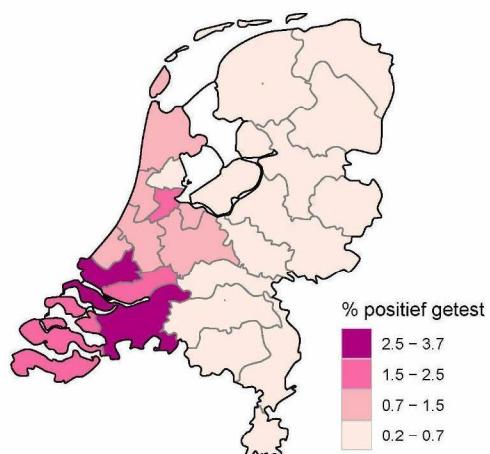 % positief getest
2.5 – 3.7
1.5 – 2.5
0.7 – 1.5
0.2 – 0.7